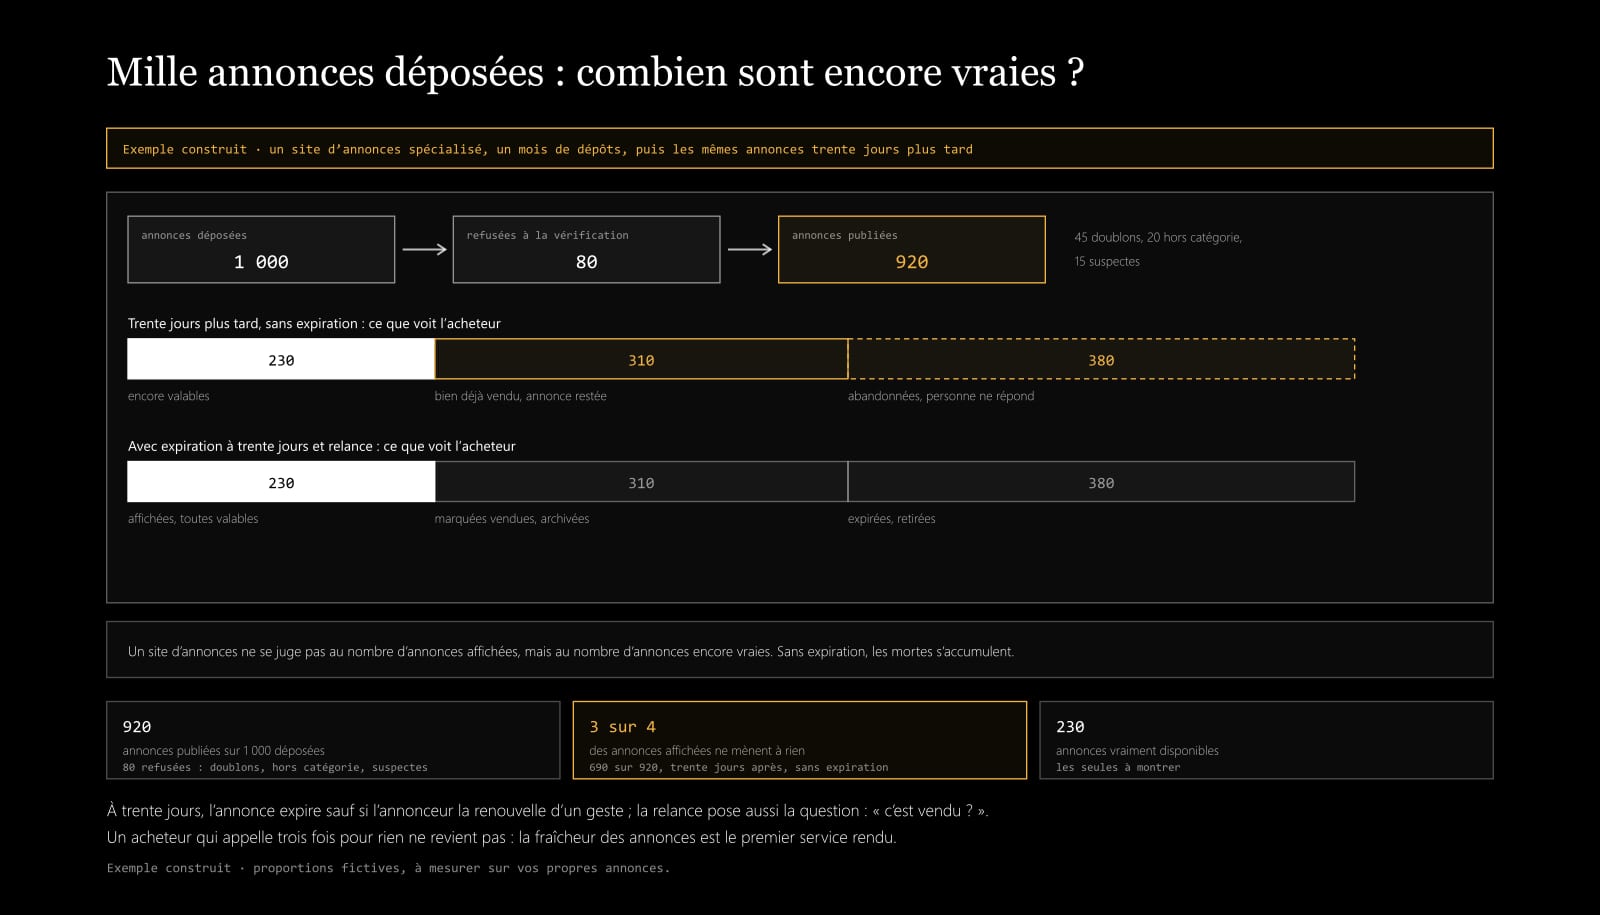 Mille annonces déposées : combien sont encore vraies ?
Exemple construit · un site d’annonces spécialisé, un mois de dépôts, puis les mêmes annonces trente jours plus tard
annonces déposées
1 000
refusées à la vérification
80
annonces publiées
920
45 doublons, 20 hors catégorie,
15 suspectes
Trente jours plus tard, sans expiration : ce que voit l’acheteur
230
310
380
encore valables
bien déjà vendu, annonce restée
abandonnées, personne ne répond
Avec expiration à trente jours et relance : ce que voit l’acheteur
230
310
380
affichées, toutes valables
marquées vendues, archivées
expirées, retirées
Un site d’annonces ne se juge pas au nombre d’annonces affichées, mais au nombre d’annonces encore vraies. Sans expiration, les mortes s’accumulent.
920
annonces publiées sur 1 000 déposées
80 refusées : doublons, hors catégorie, suspectes
3 sur 4
des annonces affichées ne mènent à rien
690 sur 920, trente jours après, sans expiration
230
annonces vraiment disponibles
les seules à montrer
À trente jours, l’annonce expire sauf si l’annonceur la renouvelle d’un geste ; la relance pose aussi la question : « c’est vendu ? ».
Un acheteur qui appelle trois fois pour rien ne revient pas : la fraîcheur des annonces est le premier service rendu.
Exemple construit · proportions fictives, à mesurer sur vos propres annonces.